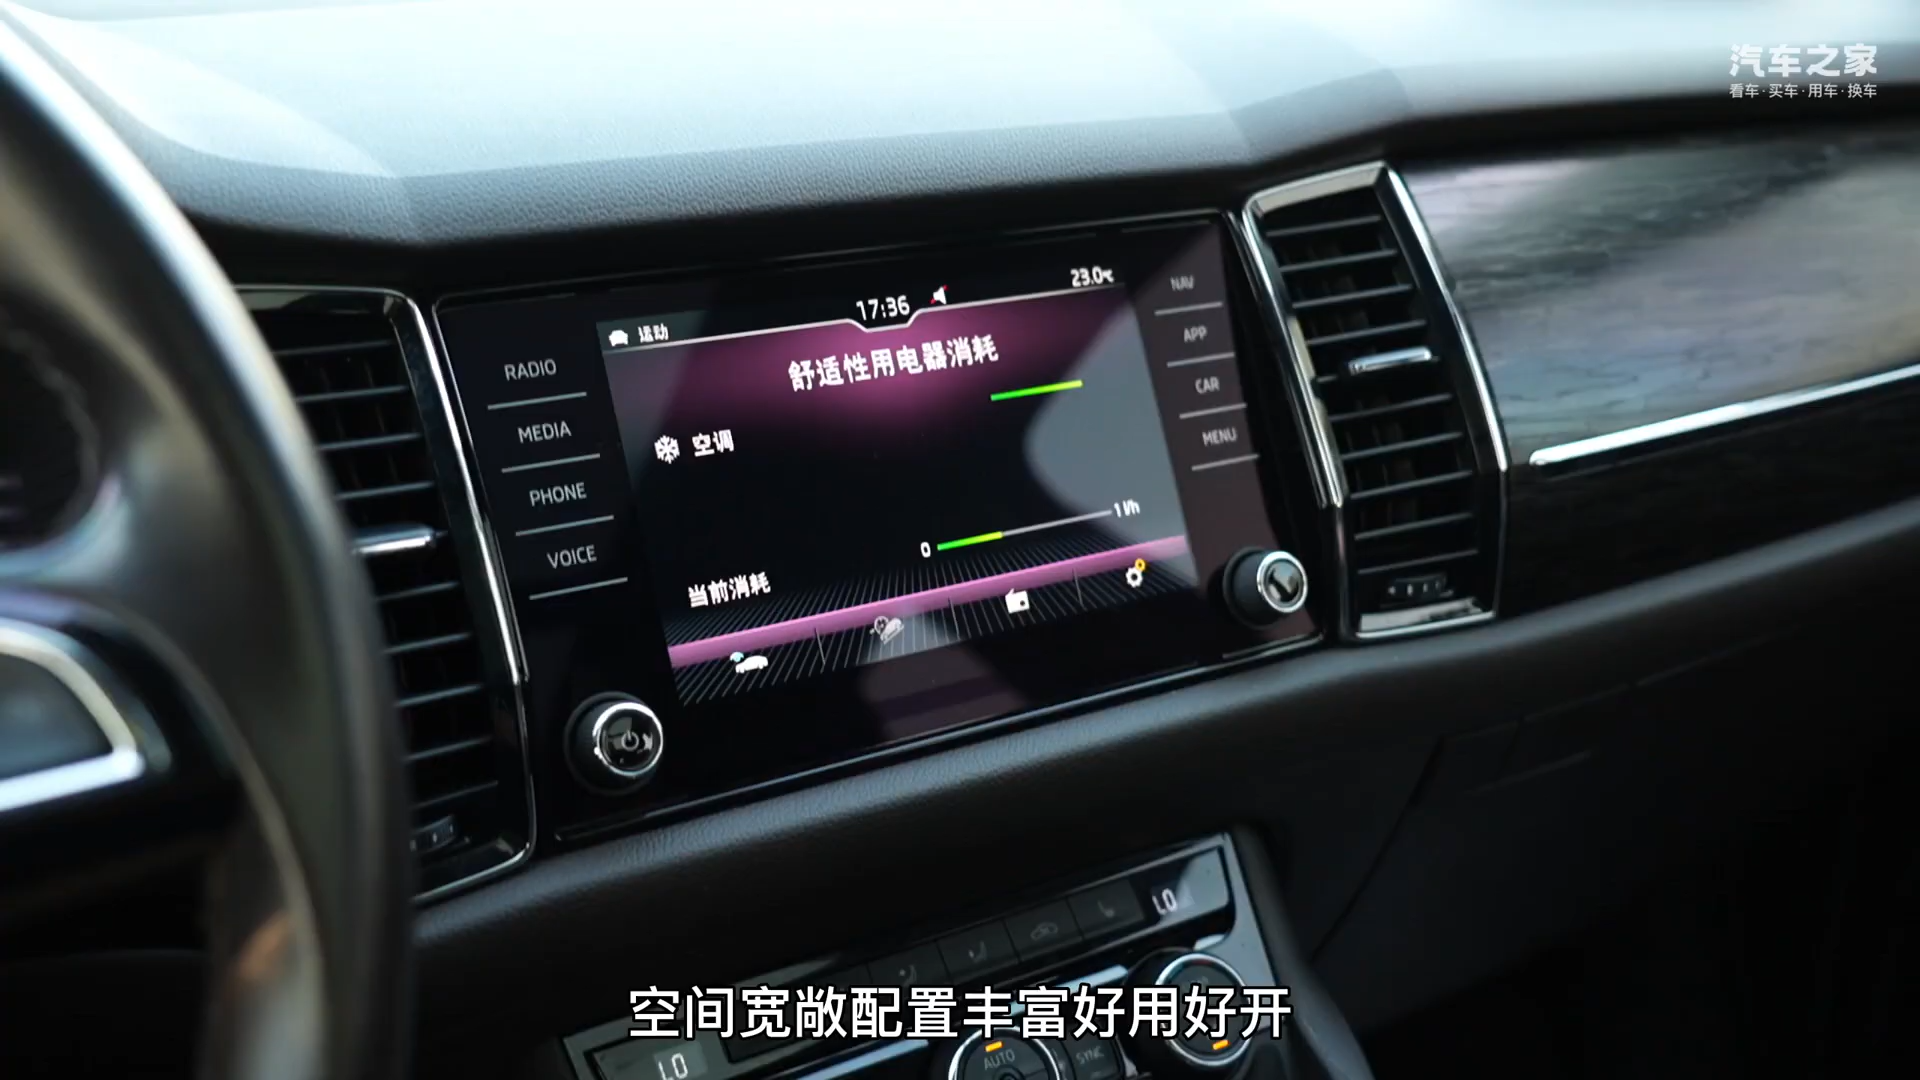 汽车之家
看车·买车·用车·换车
17:36
23.0℃
运动
舒适性用电器消耗
空调
0
1 l/h
当前消耗
RADIO
MEDIA
PHONE
VOICE
NAV
APP
CAR
MENU
LO
空间宽敞配置丰富好用好开
LO
AUTO
SYNC